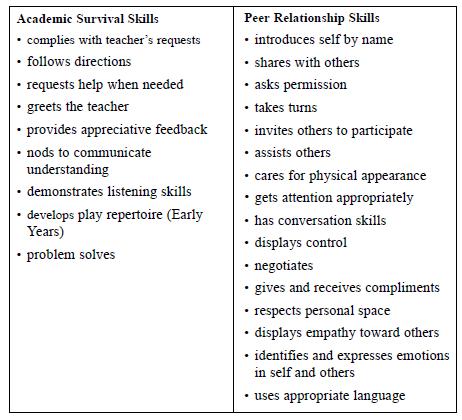 Academic Survival Skills
• complies with teacher's requests
• follows directions
• requests help when needed
• greets the teacher
• provides appreciative feedback
• nods to communicate
understanding
• demonstrates listening skills
• develops play repertoire (Early
Years)
• problem solves
Peer Relationship Skills
• introduces self by name
• shares with others
• asks permission
• takes turns
• invites others to participate
• assists others
• cares for physical appearance
• gets attention appropriately
• has conversation skills
• displays control
• negotiates
• gives and receives compliments
• respects personal space
• displays empathy toward others
• identifies and expresses emotions
in self and others
• uses appropriate language